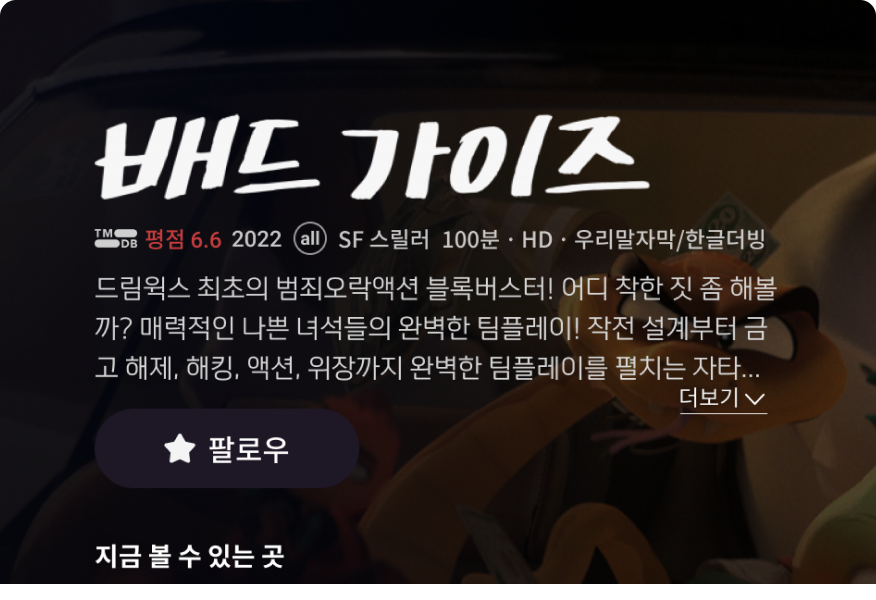 배드 가이즈
TMDB 평점 6.6 2022 all SF 스릴러 100분 · HD · 우리말자막/한글더빙
드림웍스 최초의 범죄오락액션 블록버스터! 어디 착한 짓 좀 해볼
까? 매력적인 나쁜 녀석들의 완벽한 팀플레이! 작전 설계부터 금
고 해제, 해킹, 액션, 위장까지 완벽한 팀플레이를 펼치는 자타...
더보기
팔로우
지금 볼 수 있는 곳